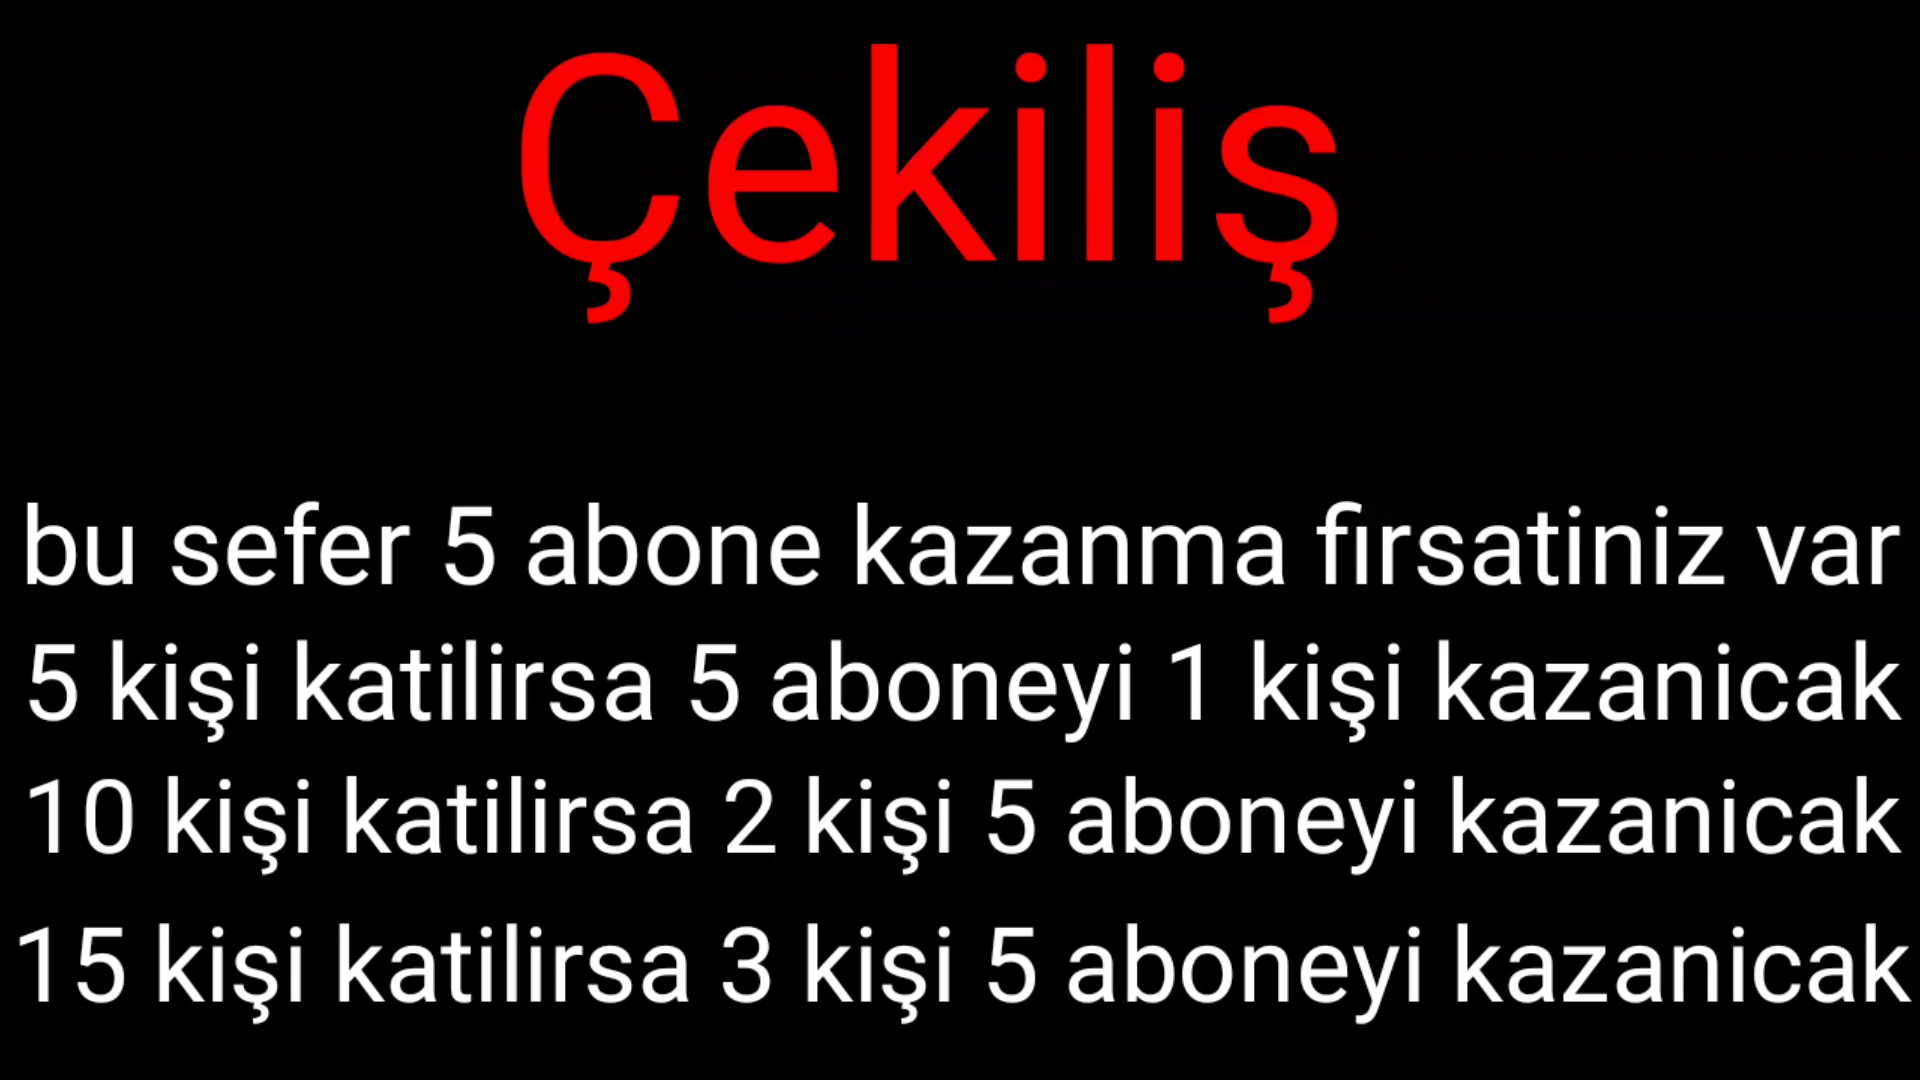 Çekiliş
bu sefer 5 abone kazanma fırsatiniz var
5 kişi katilirsa 5 aboneyi 1 kişi kazanicak
10 kişi katilirsa 2 kişi 5 aboneyi kazanicak
15 kişi katilirsa 3 kişi 5 aboneyi kazanicak